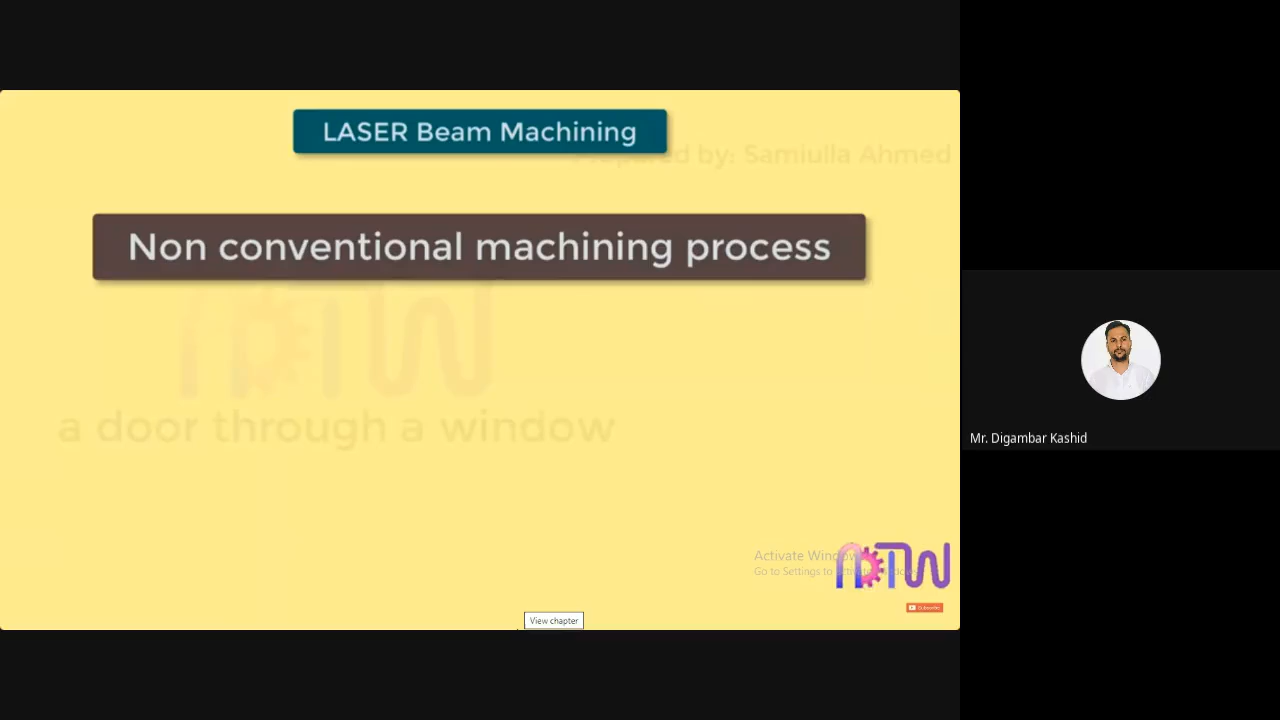 LASER Beam Machining
Prepared by: Samiulla Ahmed
Non conventional machining process
a door through a window
Activate Windows
Go to Settings to activate Windows.
Subscribe
View chapter
Mr. Digambar Kashid